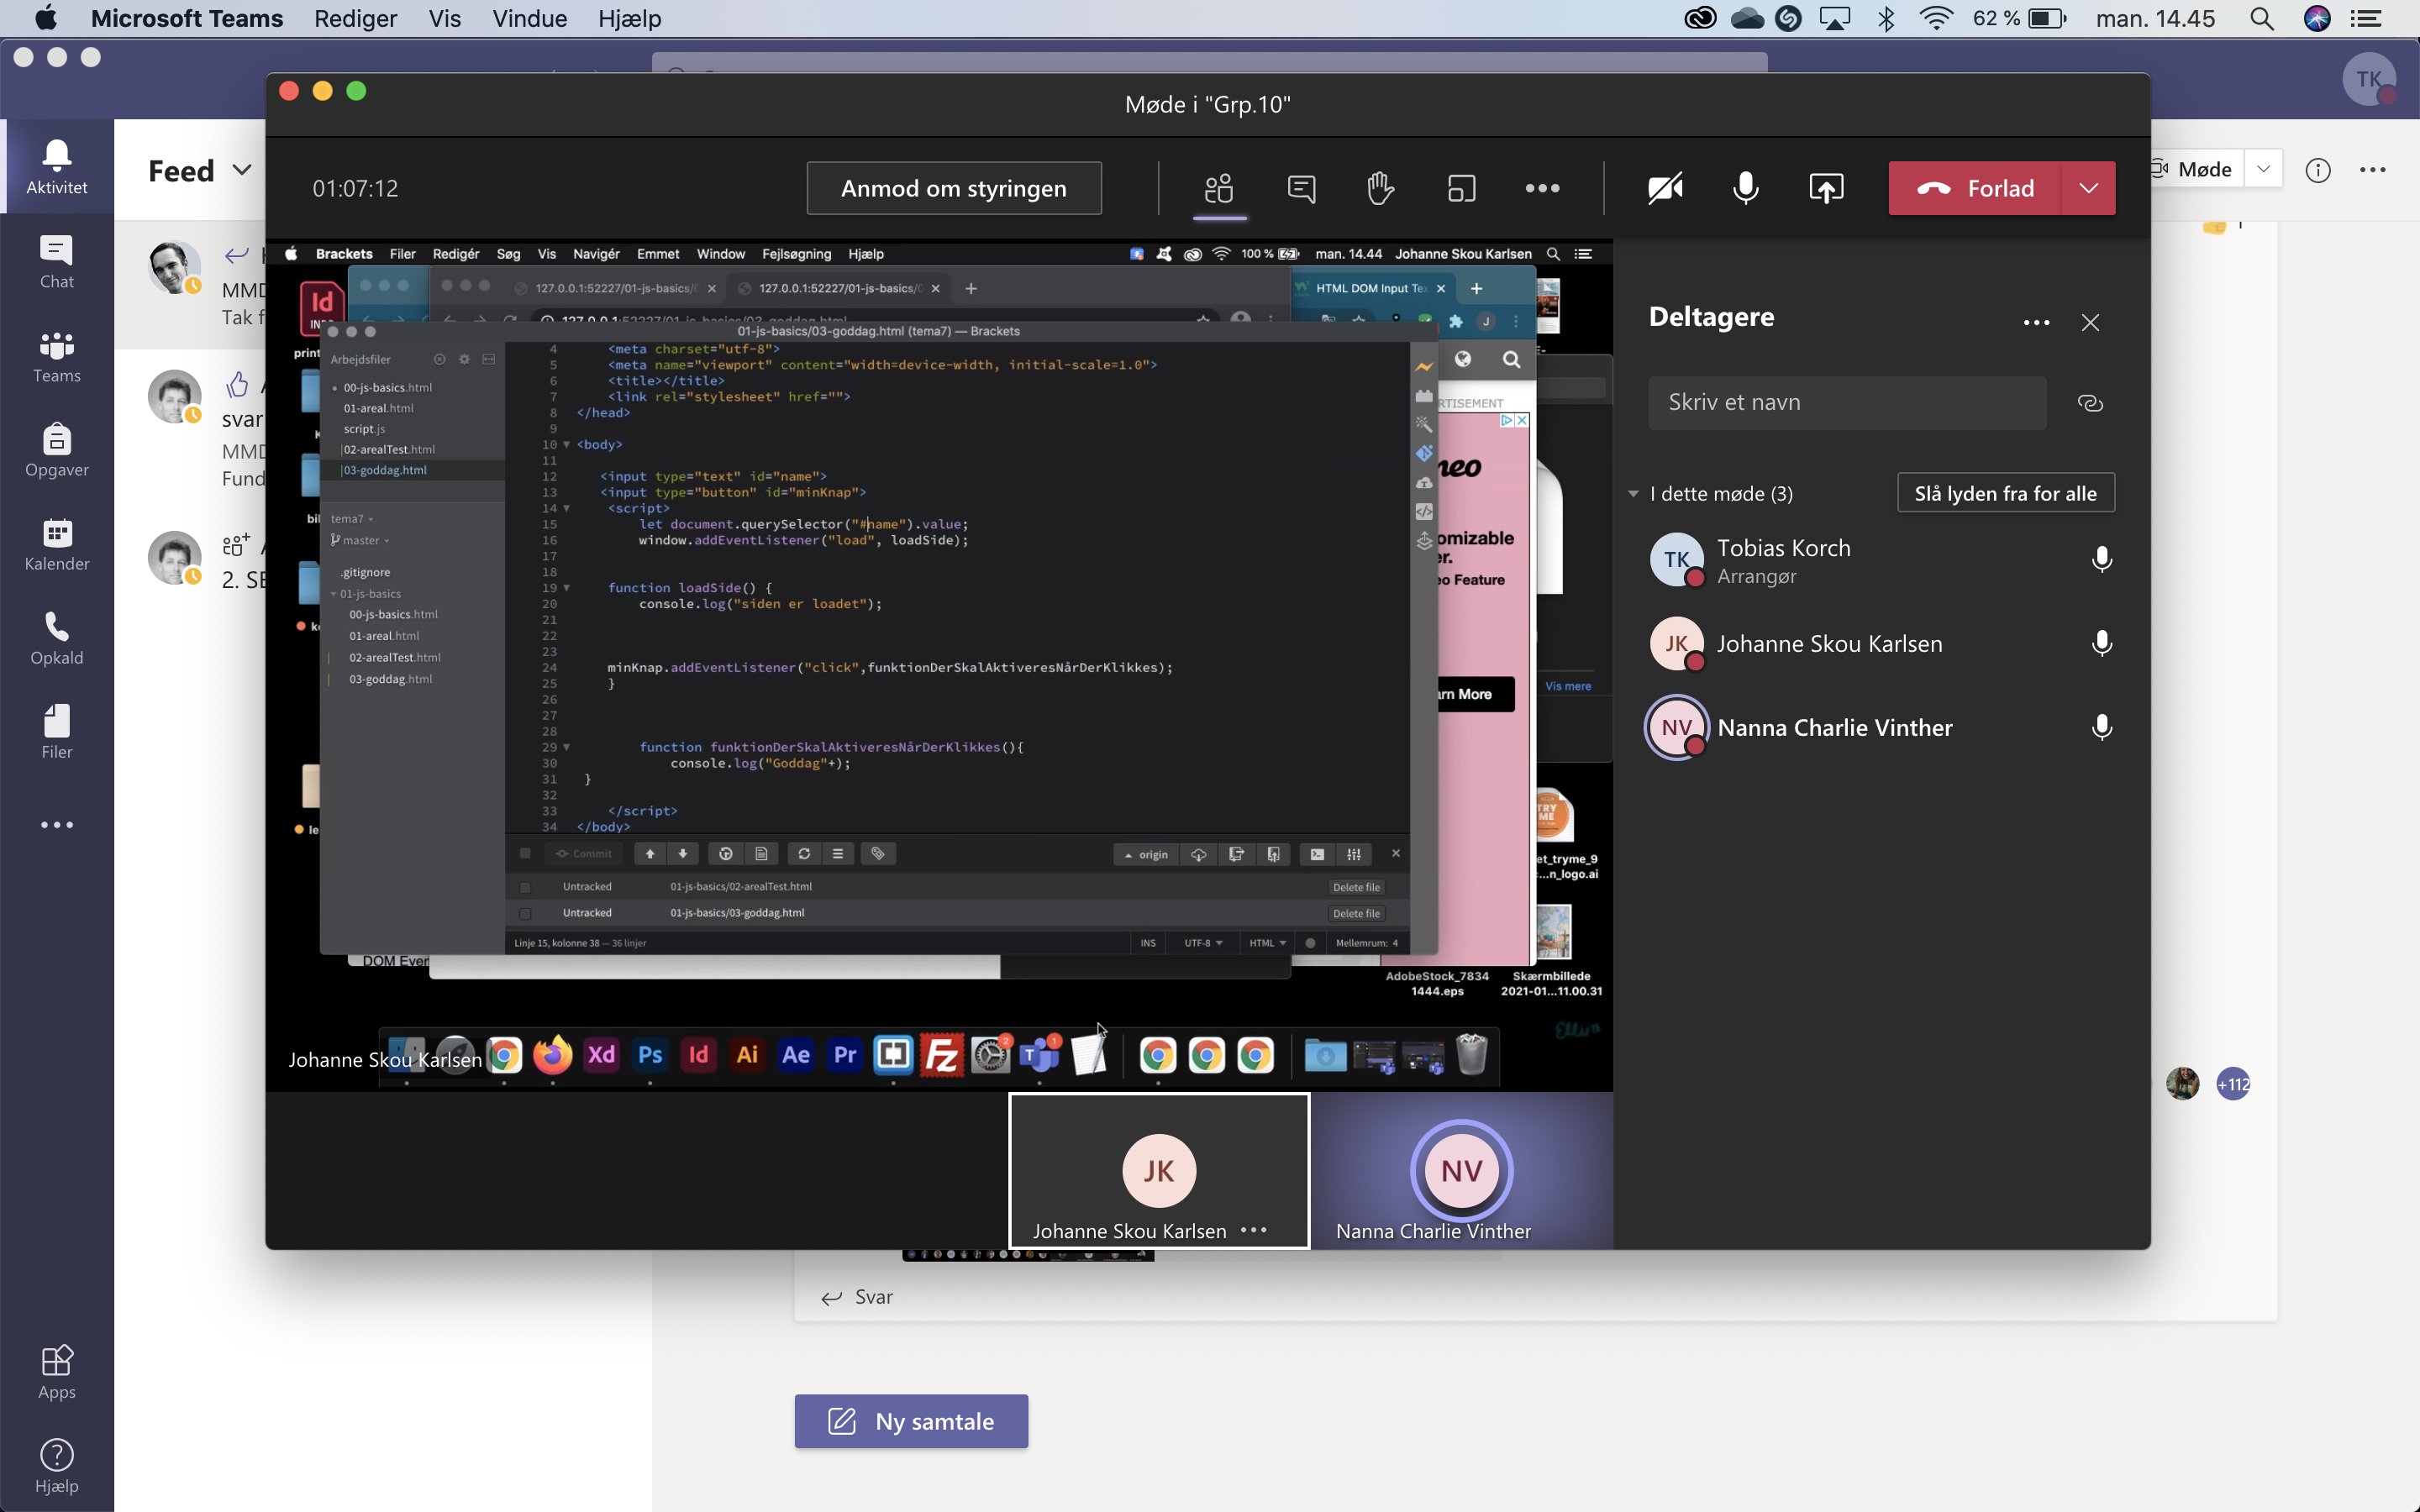 Microsoft Teams Rediger Vis Vindue Hjælp 62 % man. 14.45
TK
Møde i "Grp.10"
Aktivitet
Chat
Teams
Opgaver
Kalender
Opkald
Filer
Apps
Hjælp
Feed
MMD
Tak f
svar
MMD
Fund
2. SE
Møde
01:07:12 Anmod om styringen Forlad
Brackets Filer Redigér Søg Vis Navigér Emmet Window Fejlsøgning Hjælp 100 % man. 14.44 Johanne Skou Karlsen
127.0.0.1:52227/01-js-basics/ 127.0.0.1:52227/01-js-basics/ HTML DOM Input Te
01-js-basics/03-goddag.html (tema7) — Brackets
Arbejdsfiler
00-js-basics.html
01-areal.html
script.js
02-arealTest.html
03-goddag.html
tema7
master
.gitignore
01-js-basics
00-js-basics.html
01-areal.html
02-arealTest.html
03-goddag.html
4 <meta charset="utf-8">
5 <meta name="viewport" content="width=device-width, initial-scale=1.0">
6 <title></title>
7 <link rel="stylesheet" href="">
8 </head>
9
10 <body>
11
12 <input type="text" id="name">
13 <input type="button" id="minKnap">
14 <script>
15 let document.querySelector("#name").value;
16 window.addEventListener("load", loadSide);
17
18
19 function loadSide() {
20 console.log("siden er loadet");
21
22
23
24 minKnap.addEventListener("click",funktionDerSkalAktiveresNårDerKlikkes);
25 }
26
27
28
29 function funktionDerSkalAktiveresNårDerKlikkes(){
30 console.log("Goddag"+);
31 }
32
33 </script>
34 </body>
Commit origin
Untracked 01-js-basics/02-arealTest.html Delete file
Untracked 01-js-basics/03-goddag.html Delete file
Linje 15, kolonne 38 — 36 linjer INS UTF-8 HTML Mellemrum: 4
Id
print
bil
J
RTISEMENT
neo
omizable
er.
eo Feature
rn More
Vis mere
TRY
ME
et_tryme_9
c...n_logo.ai
AdobeStock_7834
1444.eps
Skærmbillede
2021-01...11.00.31
Johanne Skou Karlsen
Xd Ps Id Ai Ae Pr Fz 2 1
JK
Johanne Skou Karlsen
NV
Nanna Charlie Vinther
Deltagere
Skriv et navn
I dette møde (3) Slå lyden fra for alle
TK Tobias Korch
Arrangør
JK Johanne Skou Karlsen
NV Nanna Charlie Vinther
+112
Svar
Ny samtale